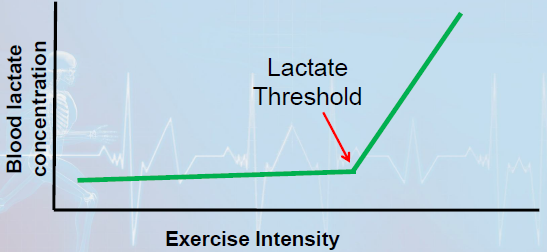 Blood lactate
concentration
Lactate
Threshold
Exercise Intensity